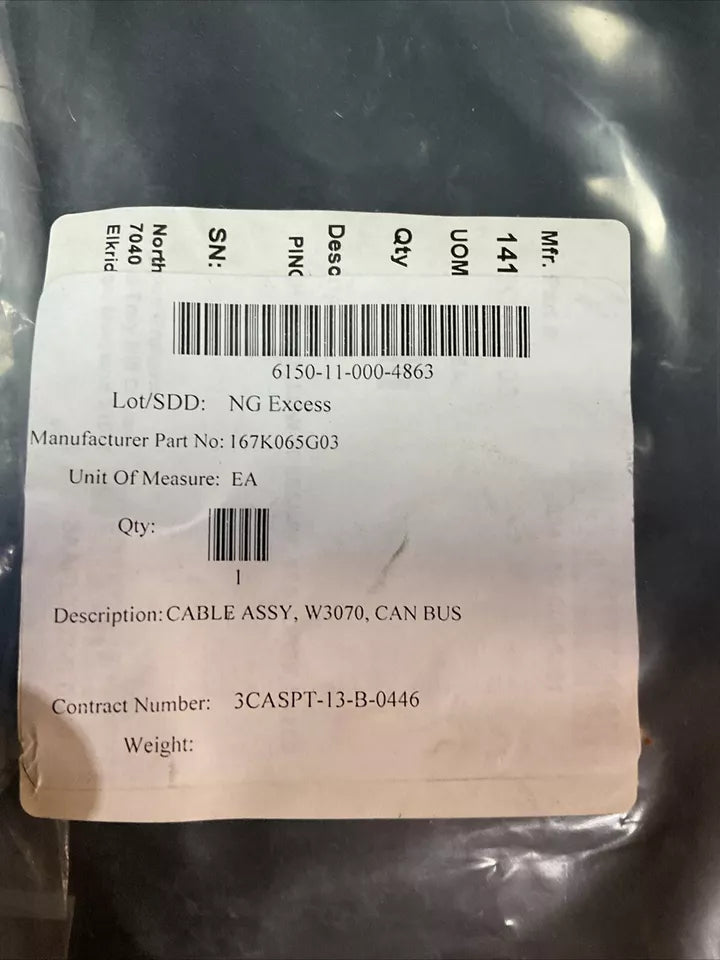 Mfr.
141
UOM
Qty
Desc
PINC
SN:
North
7040
Elkrid
6150-11-000-4863
Lot/SDD: NG Excess
Manufacturer Part No: 167K065G03
Unit Of Measure: EA
Qty:
1
Description: CABLE ASSY, W3070, CAN BUS
Contract Number: 3CASPT-13-B-0446
Weight: